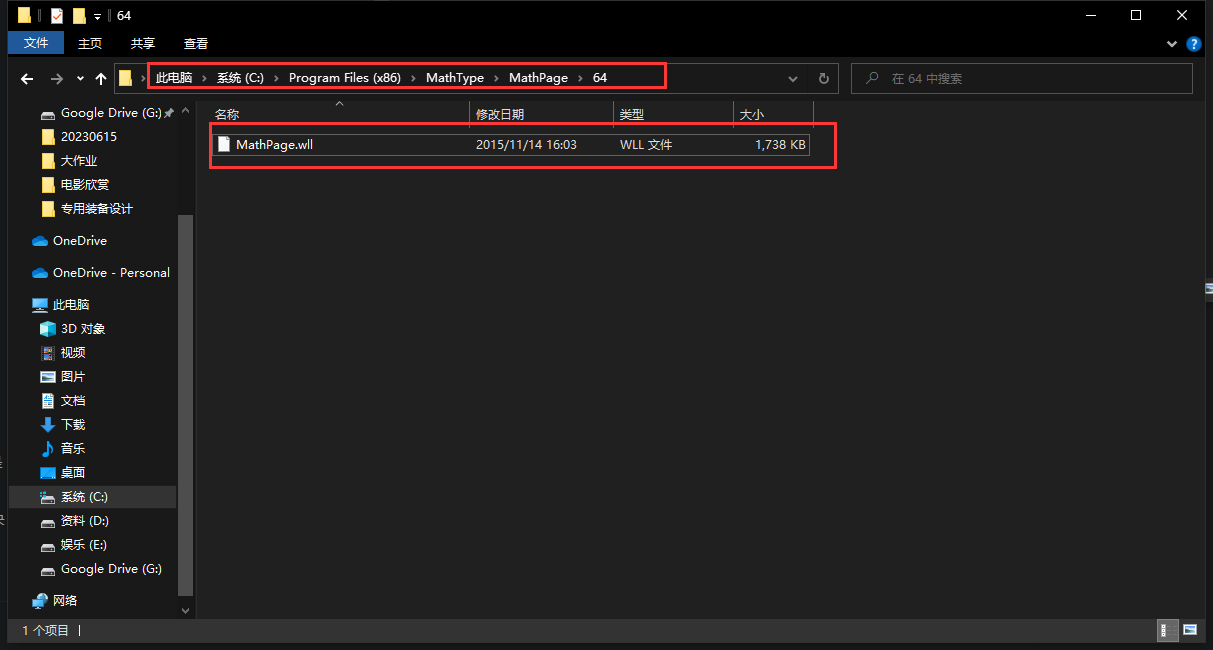 64
文件 主页 共享 查看
此电脑 系统 (C:) Program Files (x86) MathType MathPage 64
在 64 中搜索
名称 修改日期 类型 大小
MathPage.wll 2015/11/14 16:03 WLL 文件 1,738 KB
Google Drive (G:)
20230615
大作业
电影欣赏
专用装备设计
OneDrive
OneDrive - Personal
此电脑
3D 对象
视频
图片
文档
下载
音乐
桌面
系统 (C:)
资料 (D:)
娱乐 (E:)
Google Drive (G:)
网络
1 个项目